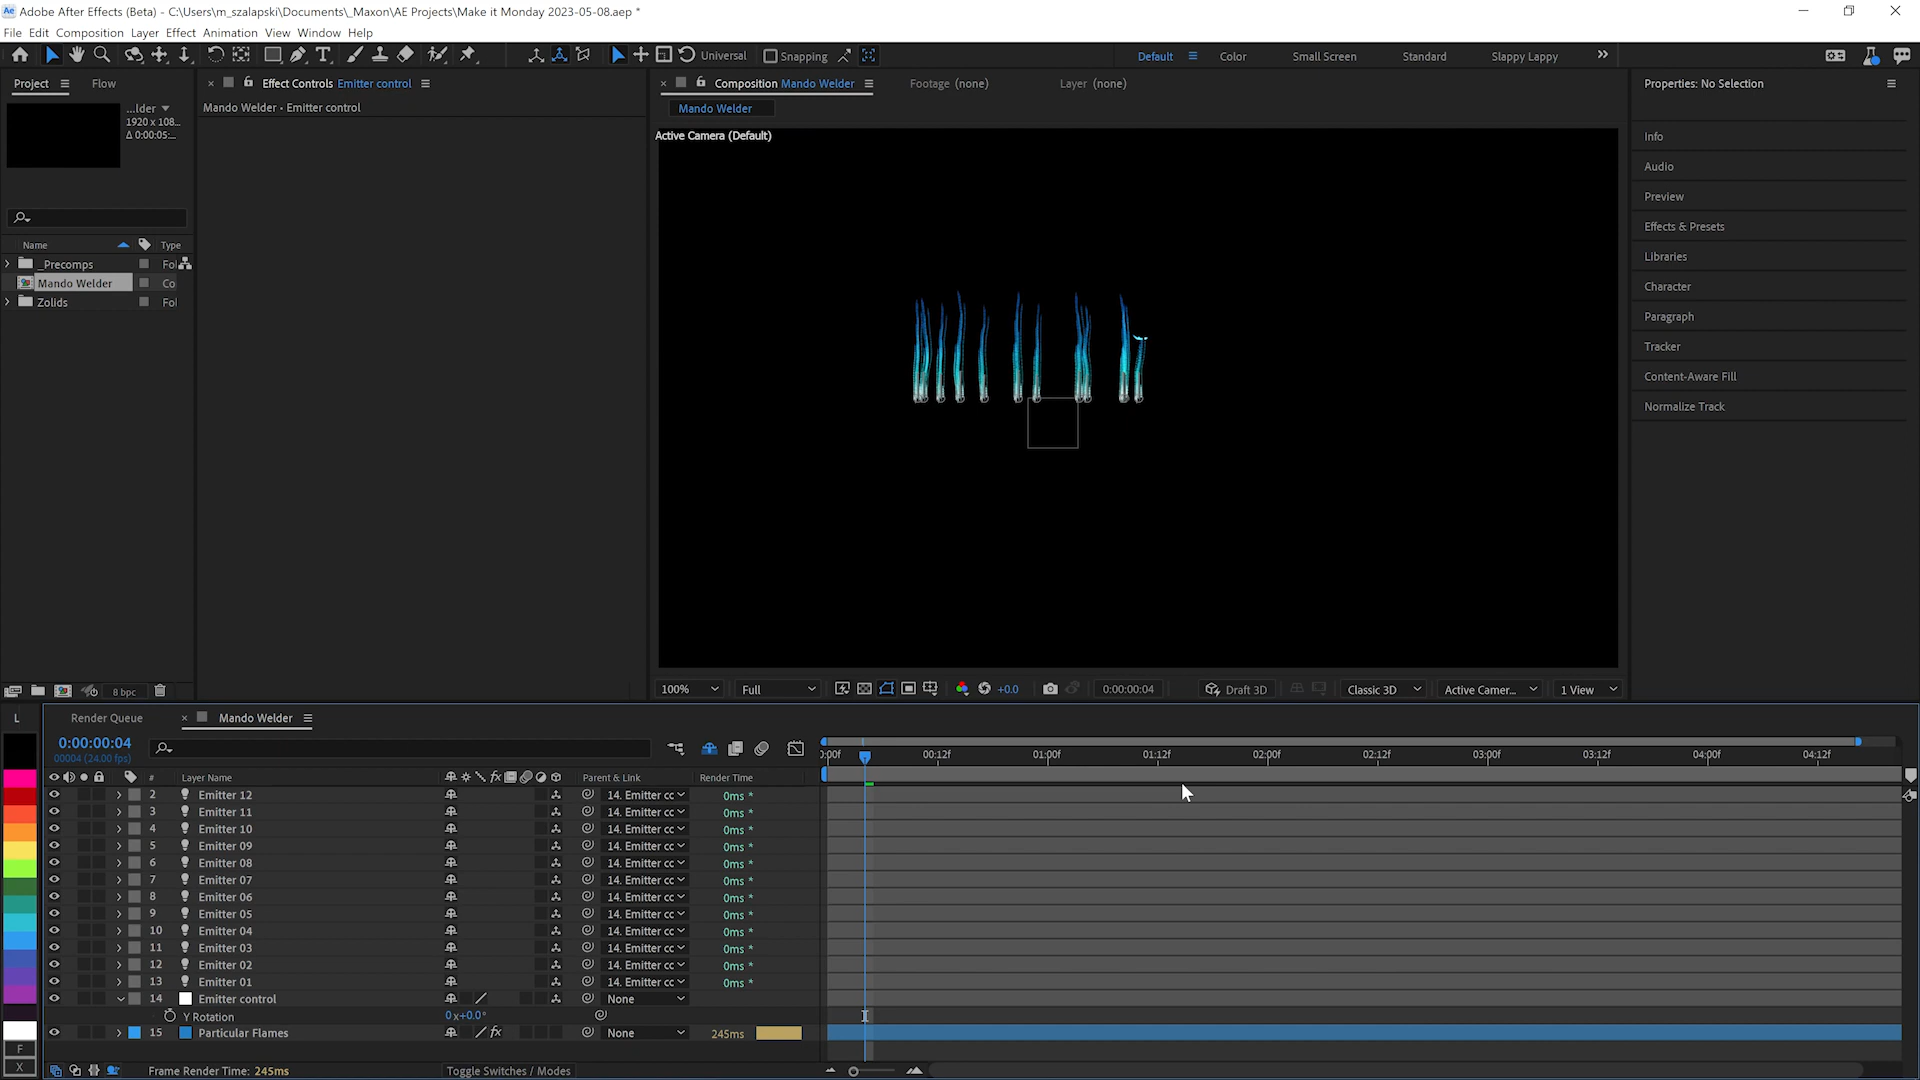 Adobe After Effects (Beta) - C:\Users\m_szalapski\Documents\_Maxon\AE Projects\Make it Monday 2023-05-08.aep *
File Edit Composition Layer Effect Animation View Window Help
Universal Snapping Default Color Small Screen Standard Slappy Lappy
Project Flow Effect Controls Emitter control Composition Mando Welder Footage (none) Layer (none) Properties: No Selection
...lder
1920 x 108...
Δ 0:00:05:...
Mando Welder • Emitter control
Mando Welder
Active Camera (Default)
Info
Audio
Preview
Effects & Presets
Libraries
Character
Paragraph
Tracker
Content-Aware Fill
Normalize Track
Name Type
_Precomps Fol
Mando Welder Co
Zolids Fol
8 bpc
100% Full +0.0 0:00:00:04 Draft 3D Classic 3D Active Camer... 1 View
L
Render Queue Mando Welder
0:00:00:04
00004 (24.00 fps)
0:00f 00:12f 01:00f 01:12f 02:00f 02:12f 03:00f 03:12f 04:00f 04:12f
# Layer Name fx Parent & Link Render Time
2 Emitter 12 14. Emitter cc 0ms *
3 Emitter 11 14. Emitter cc 0ms *
4 Emitter 10 14. Emitter cc 0ms *
5 Emitter 09 14. Emitter cc 0ms *
6 Emitter 08 14. Emitter cc 0ms *
7 Emitter 07 14. Emitter cc 0ms *
8 Emitter 06 14. Emitter cc 0ms *
9 Emitter 05 14. Emitter cc 0ms *
10 Emitter 04 14. Emitter cc 0ms *
11 Emitter 03 14. Emitter cc 0ms *
12 Emitter 02 14. Emitter cc 0ms *
13 Emitter 01 14. Emitter cc 0ms *
14 Emitter control None
Y Rotation 0x+0.0°
15 Particular Flames fx None 245ms
F
X
Frame Render Time: 245ms Toggle Switches / Modes